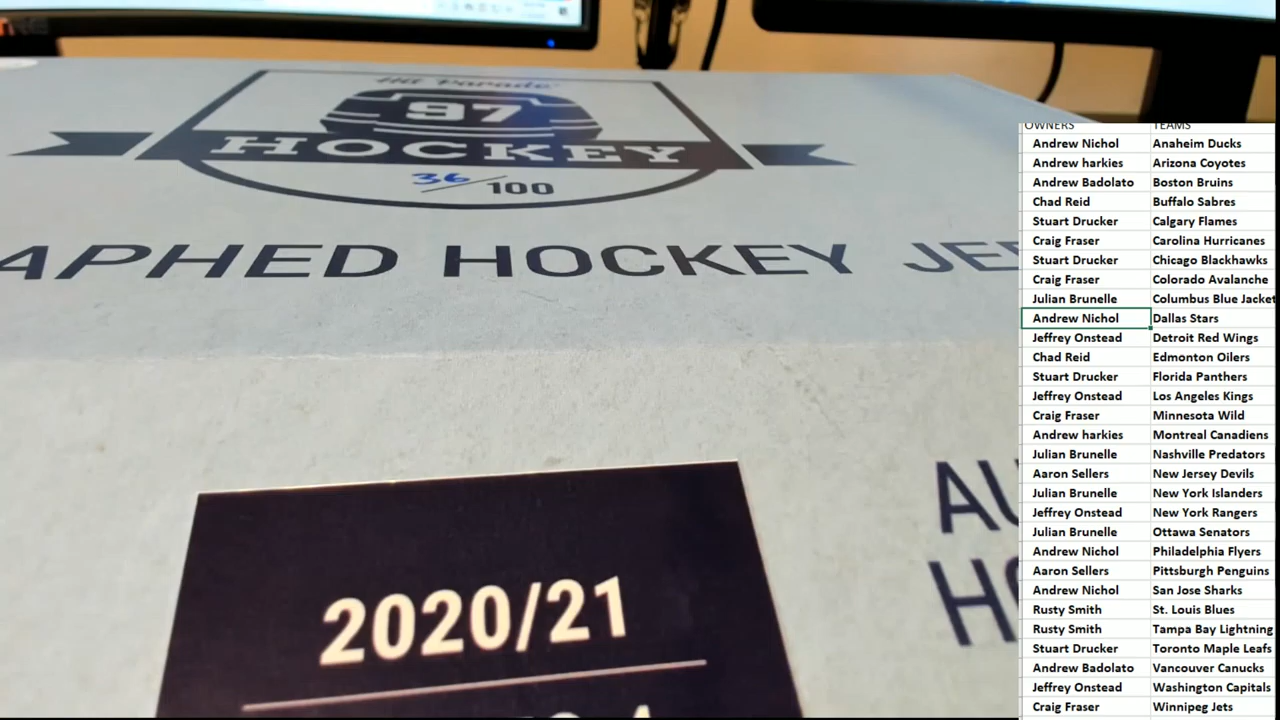 Hit Parade
97
HOCKEY
36/100
APHED HOCKEY JE
AU
H
2020/21
OWNERS TEAMS
Andrew Nichol Anaheim Ducks
Andrew harkies Arizona Coyotes
Andrew Badolato Boston Bruins
Chad Reid Buffalo Sabres
Stuart Drucker Calgary Flames
Craig Fraser Carolina Hurricanes
Stuart Drucker Chicago Blackhawks
Craig Fraser Colorado Avalanche
Julian Brunelle Columbus Blue Jacket
Andrew Nichol Dallas Stars
Jeffrey Onstead Detroit Red Wings
Chad Reid Edmonton Oilers
Stuart Drucker Florida Panthers
Jeffrey Onstead Los Angeles Kings
Craig Fraser Minnesota Wild
Andrew harkies Montreal Canadiens
Julian Brunelle Nashville Predators
Aaron Sellers New Jersey Devils
Julian Brunelle New York Islanders
Jeffrey Onstead New York Rangers
Julian Brunelle Ottawa Senators
Andrew Nichol Philadelphia Flyers
Aaron Sellers Pittsburgh Penguins
Andrew Nichol San Jose Sharks
Rusty Smith St. Louis Blues
Rusty Smith Tampa Bay Lightning
Stuart Drucker Toronto Maple Leafs
Andrew Badolato Vancouver Canucks
Jeffrey Onstead Washington Capitals
Craig Fraser Winnipeg Jets